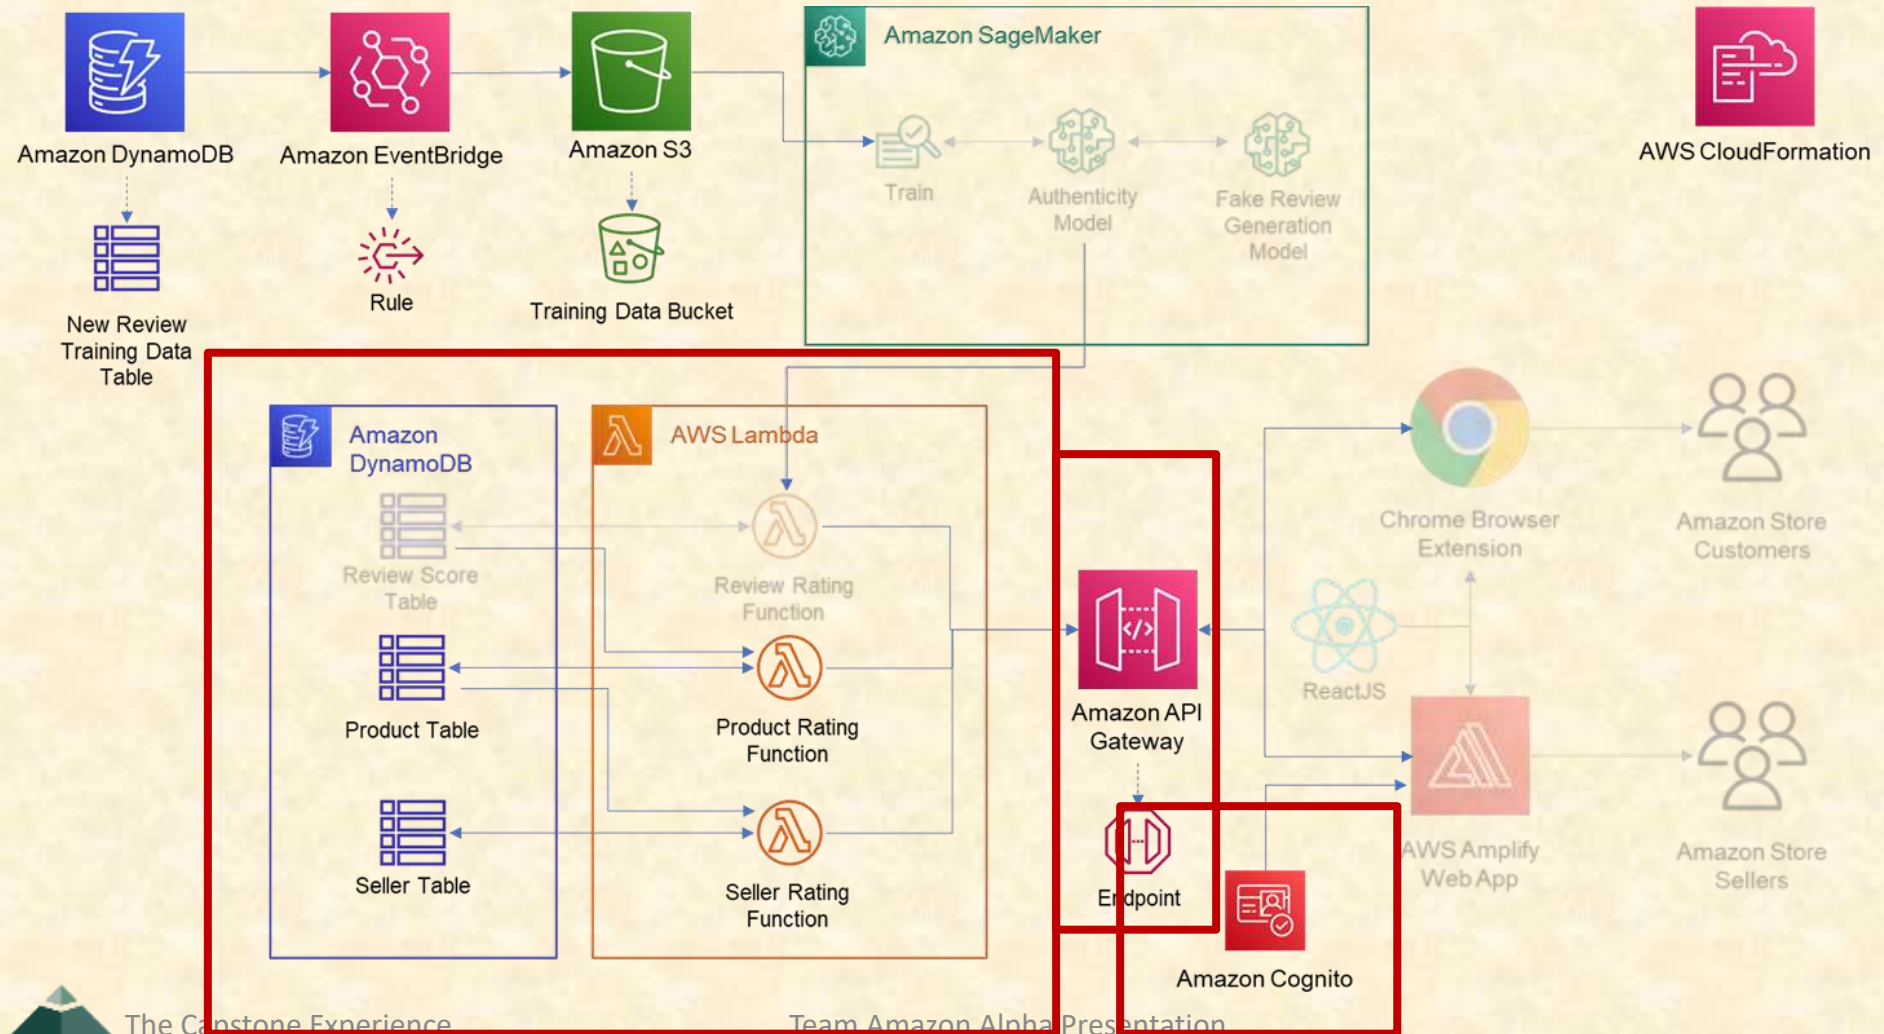 Amazon SageMaker
Amazon DynamoDB
Amazon EventBridge
Amazon S3
AWS CloudFormation
Train
Authenticity
Model
Fake Review
Generation
Model
New Review
Training Data
Table
Rule
Training Data Bucket
Amazon
DynamoDB
AWS Lambda
Review Score
Table
Review Rating
Function
Product Table
Product Rating
Function
Seller Table
Seller Rating
Function
</>
Amazon API
Gateway
Endpoint
Chrome Browser
Extension
Amazon Store
Customers
ReactJS
AWS Amplify
Web App
Amazon Store
Sellers
Amazon Cognito
The Capstone Experience
Team Amazon Alpha Presentation